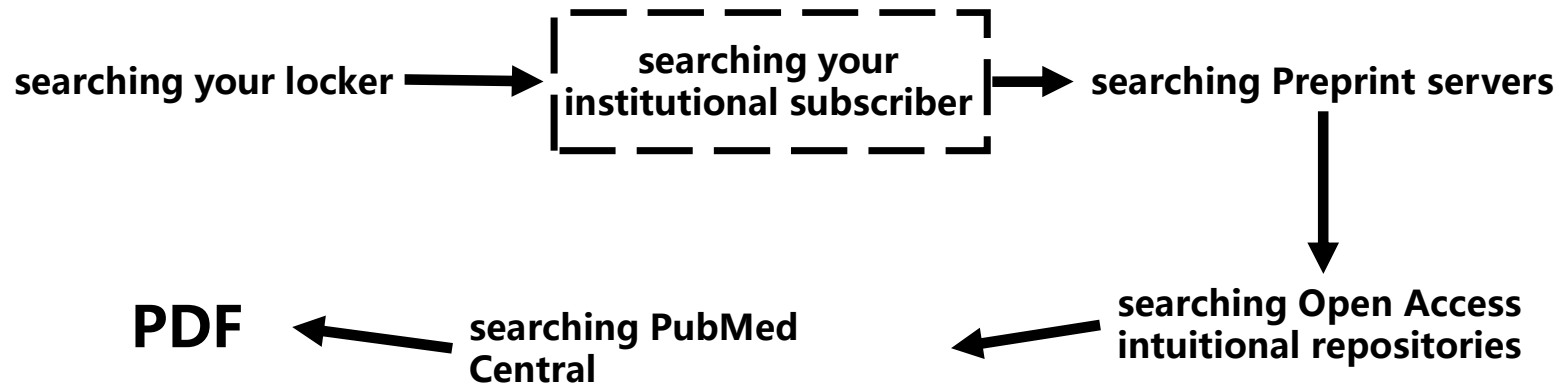 searching your locker
searching your
institutional subscriber
searching Preprint servers
searching Open Access
intuitional repositories
searching PubMed
Central
PDF